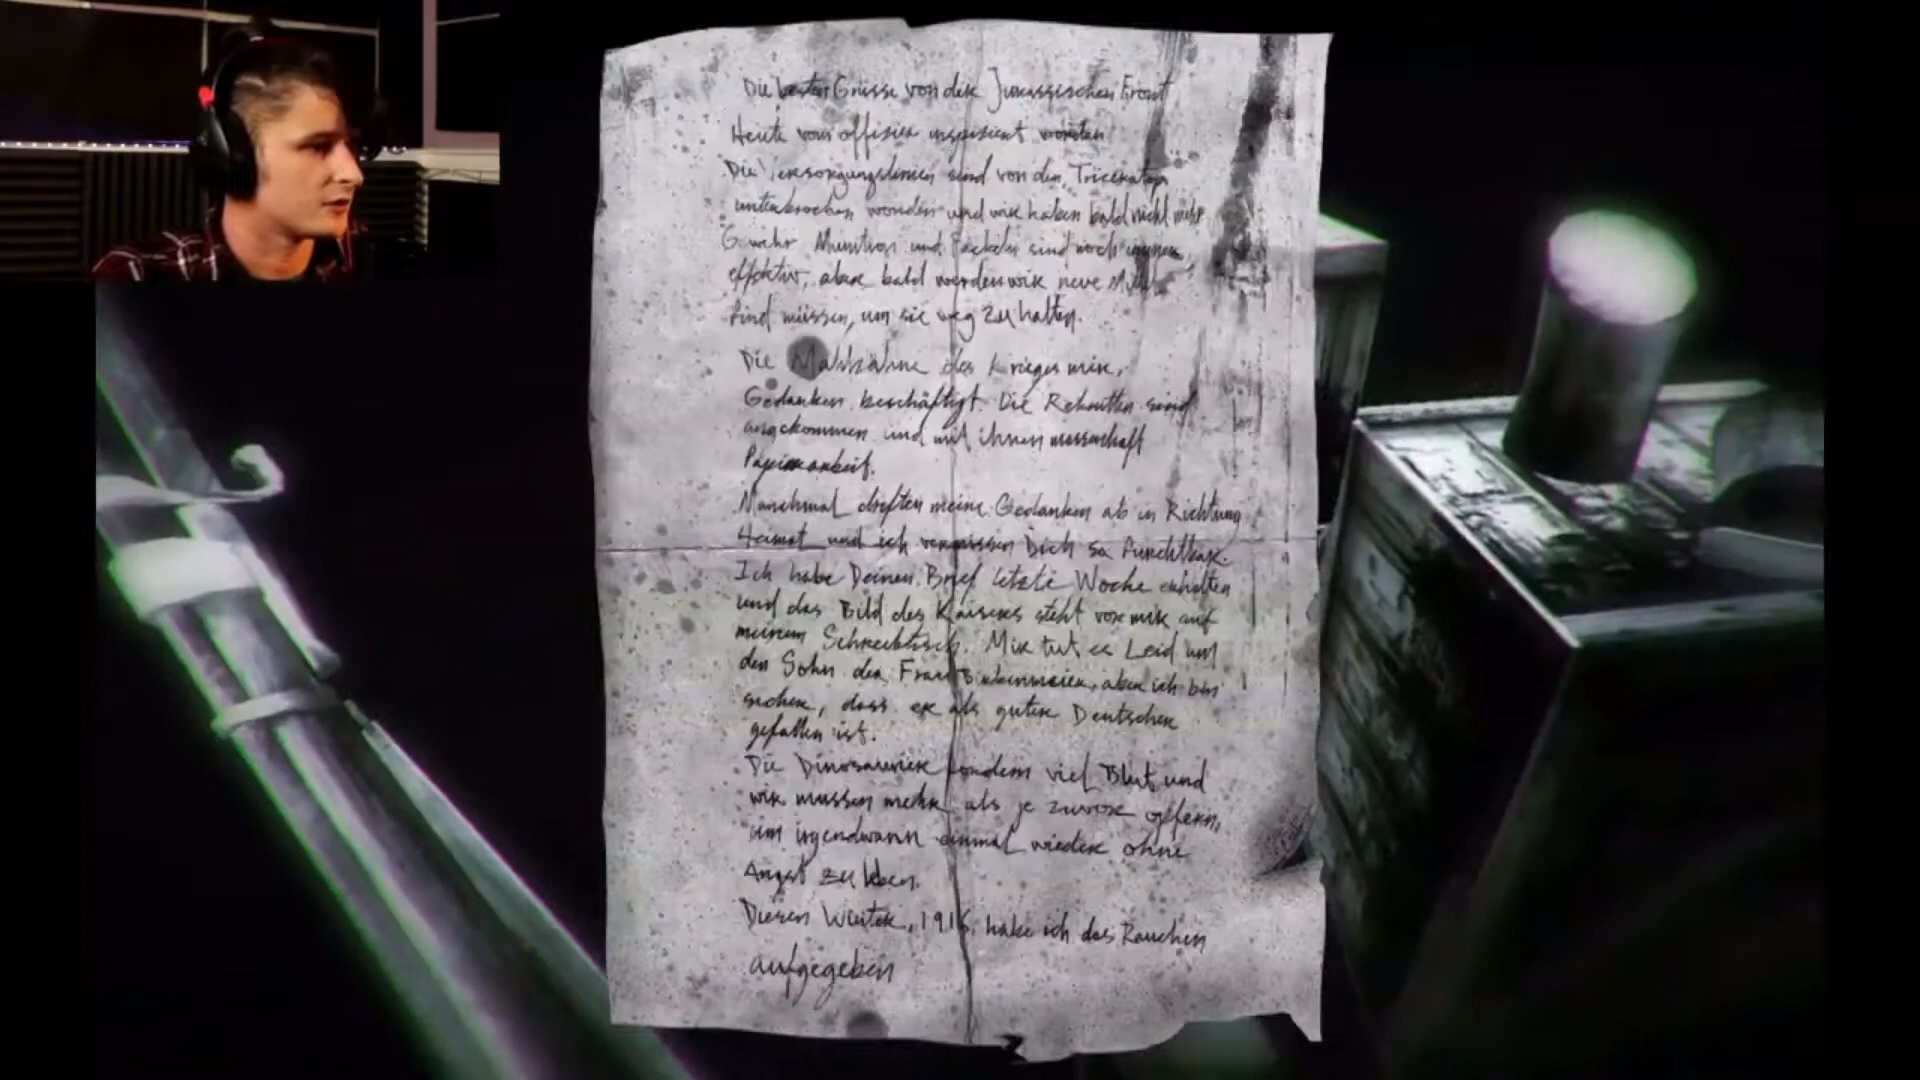 Die besten Grüsse von der Jurassischen Front
Heute vom offizier inspiziert worden
Die Versorgungslinien sind von den Triceratops
unterbrochen worden und wir haben bald nicht mehr
Gewehr Munition und Fackeln sind noch immer
effektiv, aber bald werden wir neue
find müssen, um sie weg zu halten.
Die des Krieges mir,
Gedanken beschäftigt. Die Rekruten sind
angekommen und mit ihnen
Papierarbeit.
Manchmal driften meine Gedanken ab in Richtung
Heimat und ich vermissen Dich so furchtbar.
Ich habe Deinen Brief letzte Woche erhalten
und das Bild des Kaisers steht vor mir auf
meinem Schreibtisch. Mir tut es Leid um
den Sohn der Frau aber ich bin
sicher, dass er als guter Deutscher
gefallen ist.
Die Dinosaurier fordern viel Blut und
wir mussen mehr als je zuvor opfern,
um irgendwann einmal wieder ohne
Angst zu leben.
Diesen Winter, 1916, habe ich das Rauchen
aufgegeben